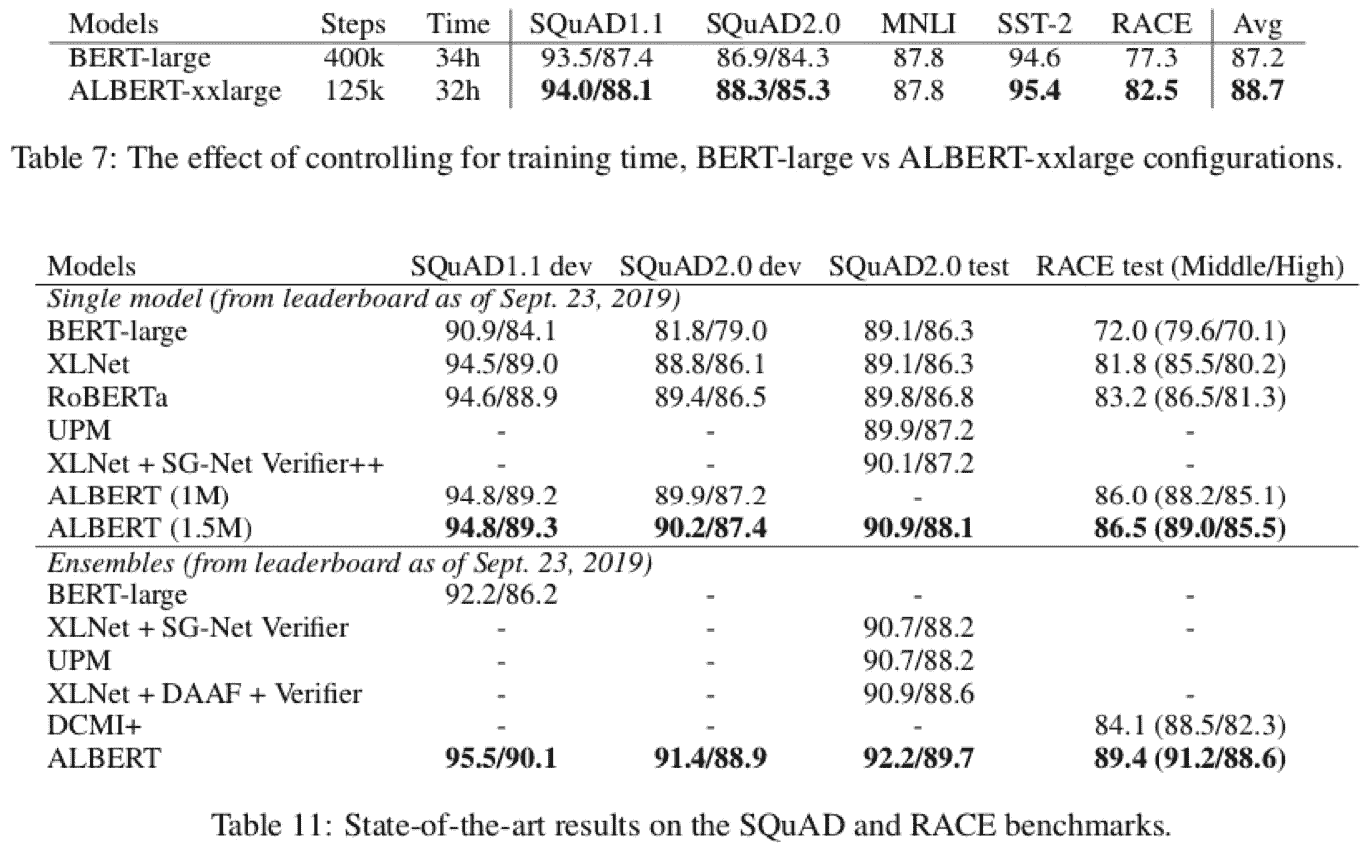 Models Steps Time SQuAD1.1 SQuAD2.0 MNLI SST-2 RACE Avg
BERT-large 400k 34h 93.5/87.4 86.9/84.3 87.8 94.6 77.3 87.2
ALBERT-xxlarge 125k 32h 94.0/88.1 88.3/85.3 87.8 95.4 82.5 88.7
Table 7: The effect of controlling for training time, BERT-large vs ALBERT-xxlarge configurations.
Models SQuAD1.1 dev SQuAD2.0 dev SQuAD2.0 test RACE test (Middle/High)
Single model (from leaderboard as of Sept. 23, 2019)
BERT-large 90.9/84.1 81.8/79.0 89.1/86.3 72.0 (79.6/70.1)
XLNet 94.5/89.0 88.8/86.1 89.1/86.3 81.8 (85.5/80.2)
RoBERTa 94.6/88.9 89.4/86.5 89.8/86.8 83.2 (86.5/81.3)
UPM - - 89.9/87.2 -
XLNet + SG-Net Verifier++ - - 90.1/87.2 -
ALBERT (1M) 94.8/89.2 89.9/87.2 - 86.0 (88.2/85.1)
ALBERT (1.5M) 94.8/89.3 90.2/87.4 90.9/88.1 86.5 (89.0/85.5)
Ensembles (from leaderboard as of Sept. 23, 2019)
BERT-large 92.2/86.2 - - -
XLNet + SG-Net Verifier - - 90.7/88.2 -
UPM - - 90.7/88.2
XLNet + DAAF + Verifier - - 90.9/88.6 -
DCMI+ - - - 84.1 (88.5/82.3)
ALBERT 95.5/90.1 91.4/88.9 92.2/89.7 89.4 (91.2/88.6)
Table 11: State-of-the-art results on the SQuAD and RACE benchmarks.